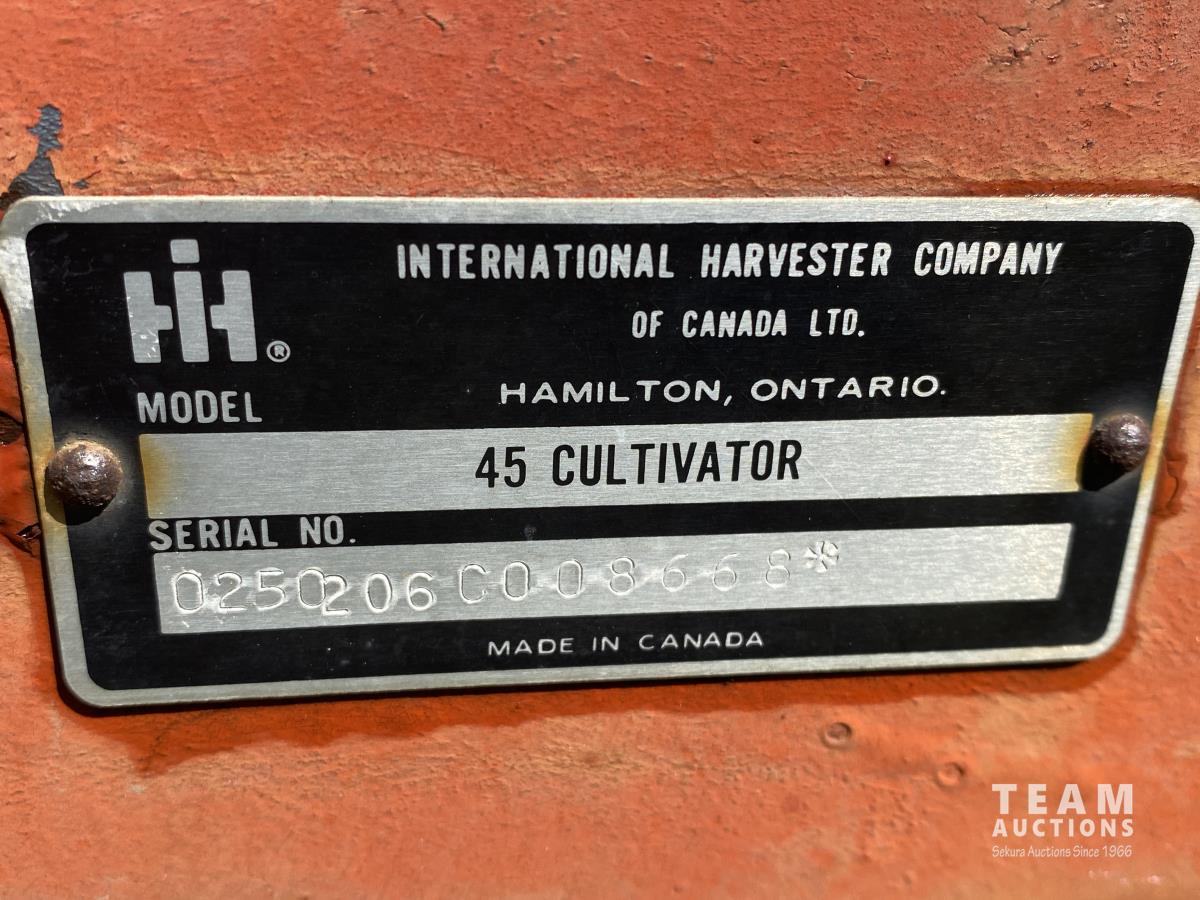 IH®
INTERNATIONAL HARVESTER COMPANY
OF CANADA LTD.
HAMILTON, ONTARIO.
MODEL
45 CULTIVATOR
SERIAL NO.
0250206C008668*
MADE IN CANADA
TEAM
AUCTIONS
Sekura Auctions Since 1966